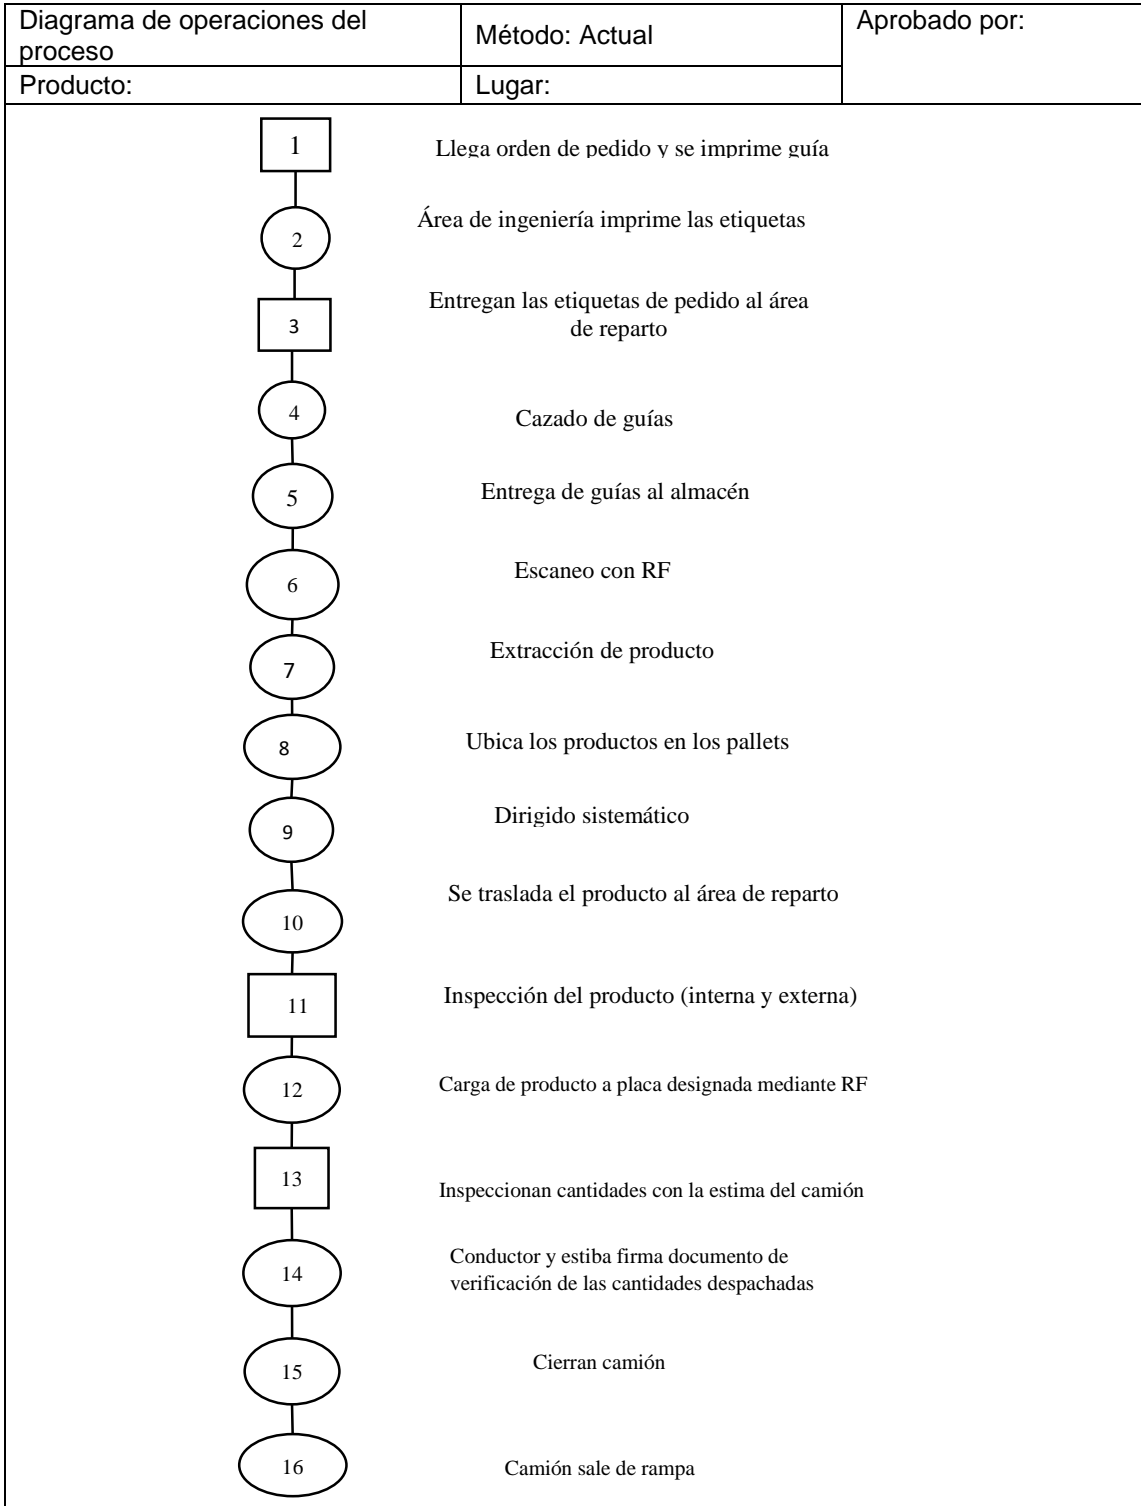 Diagrama de operaciones del
proceso
Método: Actual
Aprobado por:
Producto:
Lugar:
1
Llega orden de pedido y se imprime guía
2
Área de ingeniería imprime las etiquetas
3
Entregan las etiquetas de pedido al área
de reparto
4
Cazado de guías
5
Entrega de guías al almacén
6
Escaneo con RF
7
Extracción de producto
8
Ubica los productos en los pallets
9
Dirigido sistemático
10
Se traslada el producto al área de reparto
11
Inspección del producto (interna y externa)
12
Carga de producto a placa designada mediante RF
13
Inspeccionan cantidades con la estima del camión
14
Conductor y estiba firma documento de
verificación de las cantidades despachadas
15
Cierran camión
16
Camión sale de rampa